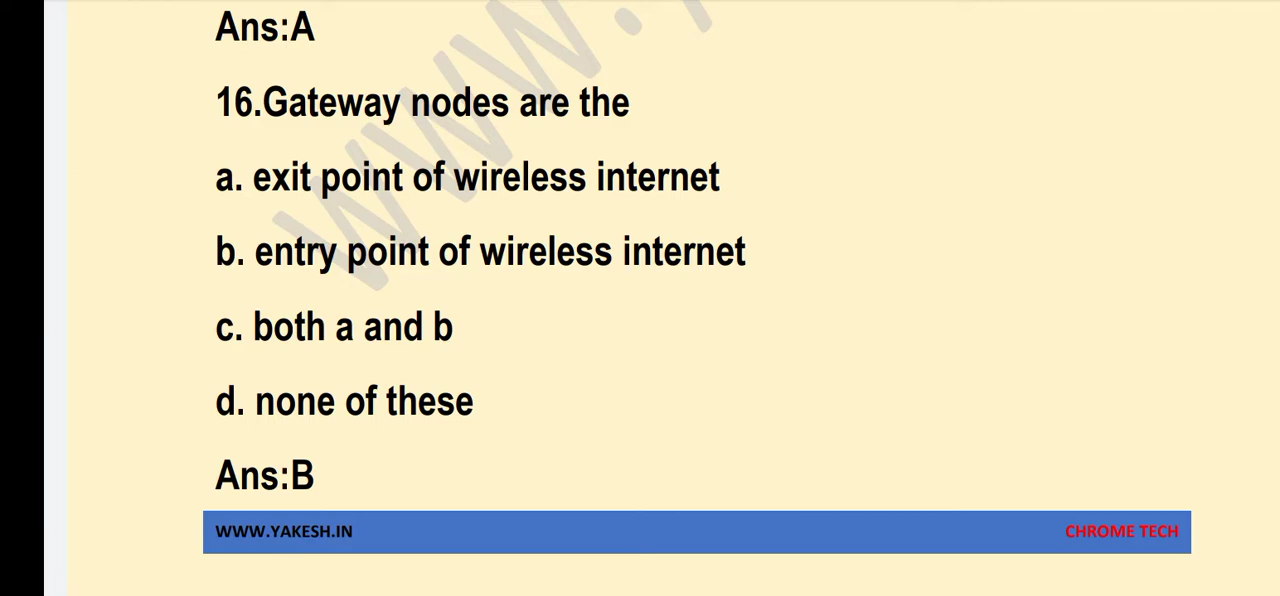 Ans:A
16.Gateway nodes are the
a. exit point of wireless internet
b. entry point of wireless internet
c. both a and b
d. none of these
Ans:B
WWW.YAKESH.IN
CHROME TECH
www.